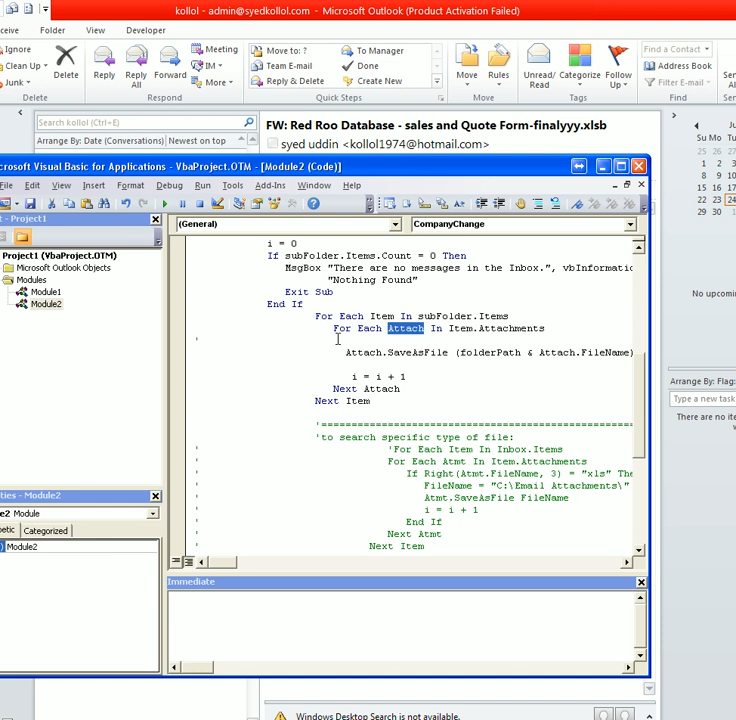 kollol - admin@syedkollol.com - Microsoft Outlook (Product Activation Failed)
ceive Folder View Developer
Ignore
Clean Up
Junk
Delete
Reply
Reply All
Forward
Meeting
IM
More
Move to: ?
Team E-mail
Reply & Delete
To Manager
Done
Create New
Move
Rules
Unread/ Read
Categorize
Follow Up
Find a Contact
Address Book
Filter E-mail
Delete Respond Quick Steps Move Tags Find
Search kollol (Ctrl+E)
Arrange By: Date (Conversations) Newest on top
FW: Red Roo Database - sales and Quote Form-finalyyy.xlsb
syed uddin <kollol1974@hotmail.com>
Su Mo Tu
25 26
1 2 3
8 9 10
15 16 17
22 23 24
29 30
No upcomin
Arrange By: Flag:
Type a new task
There are no ite
crosoft Visual Basic for Applications - VbaProject.OTM - [Module2 (Code)]
File Edit View Insert Format Debug Run Tools Add-Ins Window Help
t - Project1
Project1 (VbaProject.OTM)
Microsoft Outlook Objects
Modules
Module1
Module2
(General) CompanyChange
i = 0
If subFolder.Items.Count = 0 Then
MsgBox "There are no messages in the Inbox.", vbInformatic
"Nothing Found"
Exit Sub
End If
For Each Item In subFolder.Items
For Each Attach In Item.Attachments
'
Attach.SaveAsFile (folderPath & Attach.FileName)
i = i + 1
Next Attach
Next Item
'to search specific type of file:
' 'For Each Item In Inbox.Items
' For Each Atmt In Item.Attachments
' If Right(Atmt.FileName, 3) = "xls" The
' FileName = "C:\Email Attachments\"
' Atmt.SaveAsFile FileName
' i = i + 1
' End If
' Next Atmt
' Next Item
ties - Module2
e2 Module
betic Categorized
Module2
Immediate
Windows Desktop Search is not available.